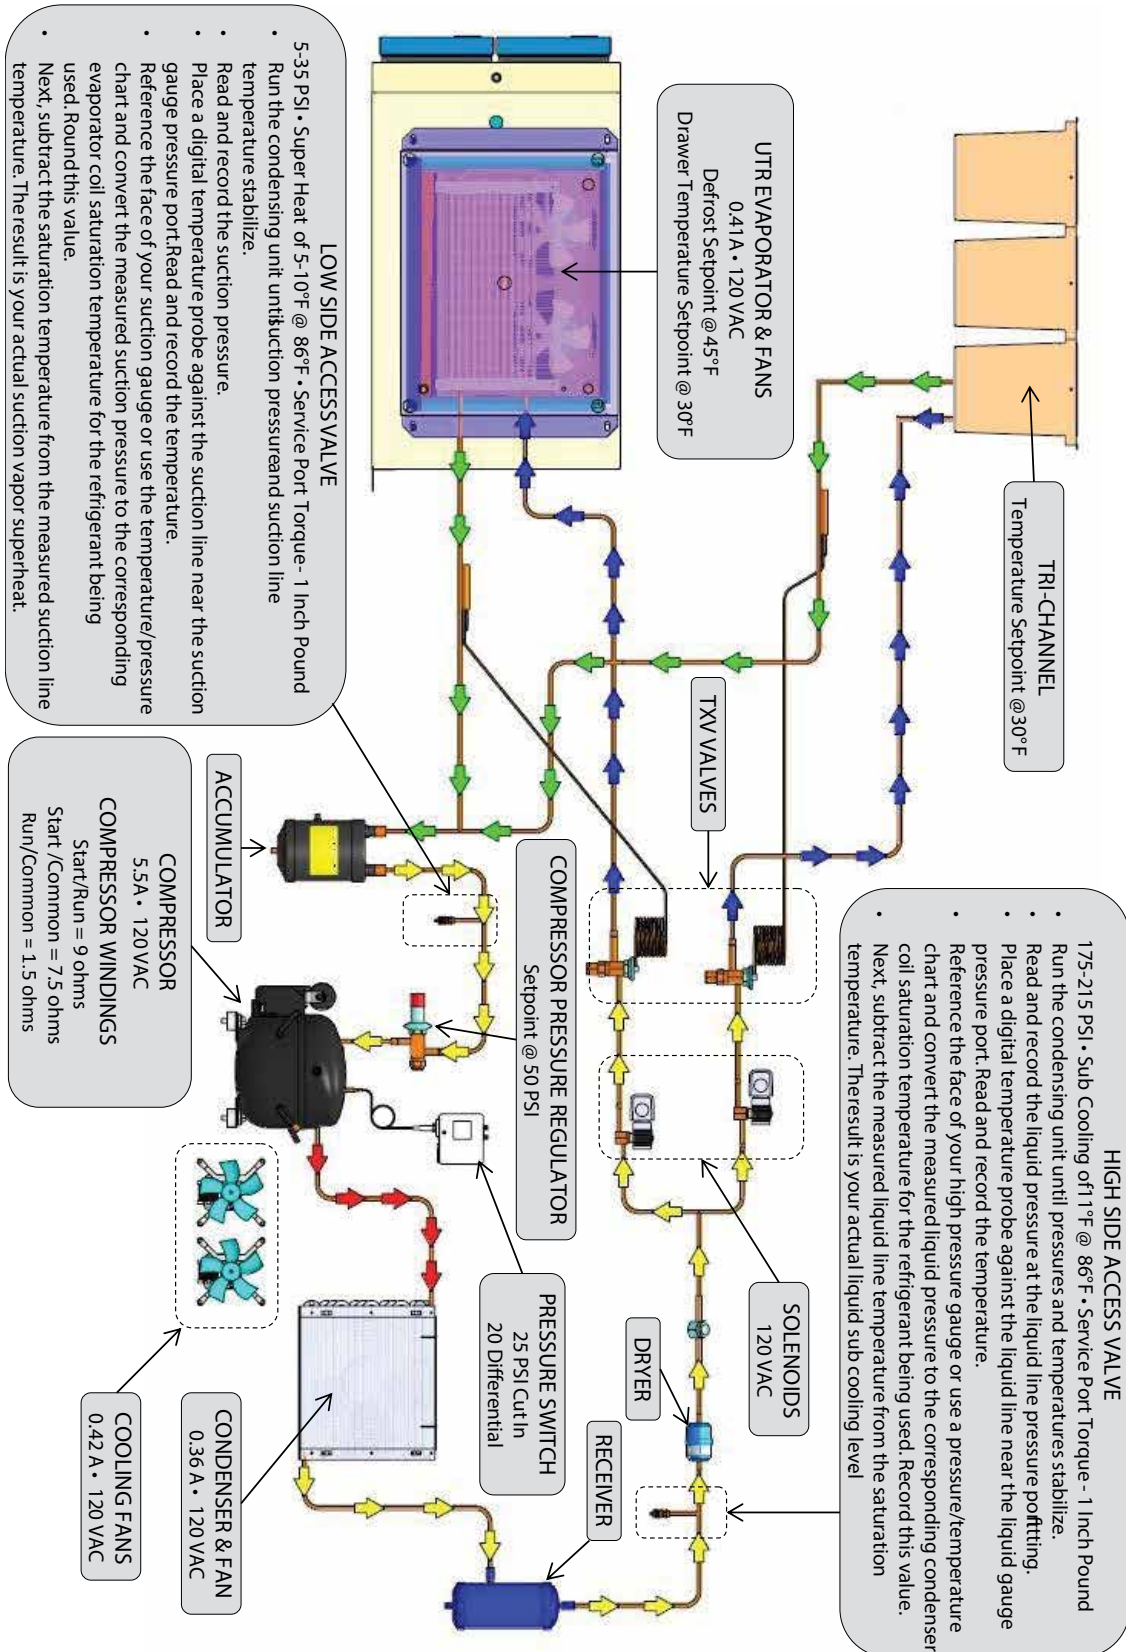 HIGH SIDE ACCESS VALVE
175-215 PSI • Sub Cooling of11°F @ 86°F • Service Port Torque - 1 Inch Pound
• Run the condensing unit until pressures and temperatures stabilize.
• Read and record the liquid pressure at the liquid line pressure portfitting.
• Place a digital temperature probe against the liquid line near the liquid gauge
pressure port.Read and record the temperature.
• Reference the face of your high pressure gauge or use a pressure/temperature
chart and convert the measured liquid pressure to the corresponding condenser
coil saturation temperature for the refrigerant being used. Record this value.
• Next, subtract the measured liquid line temperature from the saturation
temperature. The result is your actual liquid sub cooling level
TRI-CHANNEL
Temperature Setpoint @30°F
UTR EVAPORATOR & FANS
0.41A • 120 VAC
Defrost Setpoint @ 45°F
Drawer Temperature Setpoint @ 30°F
TXV VALVES
SOLENOIDS
120 VAC
DRYER
RECEIVER
LOW SIDE ACCESS VALVE
5-35 PSI • Super Heat of 5-10°F @ 86°F • Service Port Torque - 1 Inch Pound
• Run the condensing unit until suction pressureand suction line
temperature stabilize.
• Read and record the suction pressure.
• Place a digital temperature probe against the suction line near the suction
gauge pressure port.Read and record the temperature.
• Reference the face of your suction gauge or use the temperature/pressure
chart and convert the measured suction pressure to the corresponding
evaporator coil saturation temperature for the refrigerant being
used.Round this value.
• Next, subtract the saturation temperature from the measured suction line
temperature. The result is your actual suction vapor superheat.
COMPRESSOR PRESSURE REGULATOR
Setpoint @ 50 PSI
PRESSURE SWITCH
25 PSI Cut In
20 Differential
ACCUMULATOR
COMPRESSOR
5.5A • 120 VAC
COMPRESSOR WINDINGS
Start/Run = 9 ohms
Start /Common = 7.5 ohms
Run/Common = 1.5 ohms
CONDENSER & FAN
0.36 A • 120 VAC
COOLING FANS
0.42 A • 120 VAC